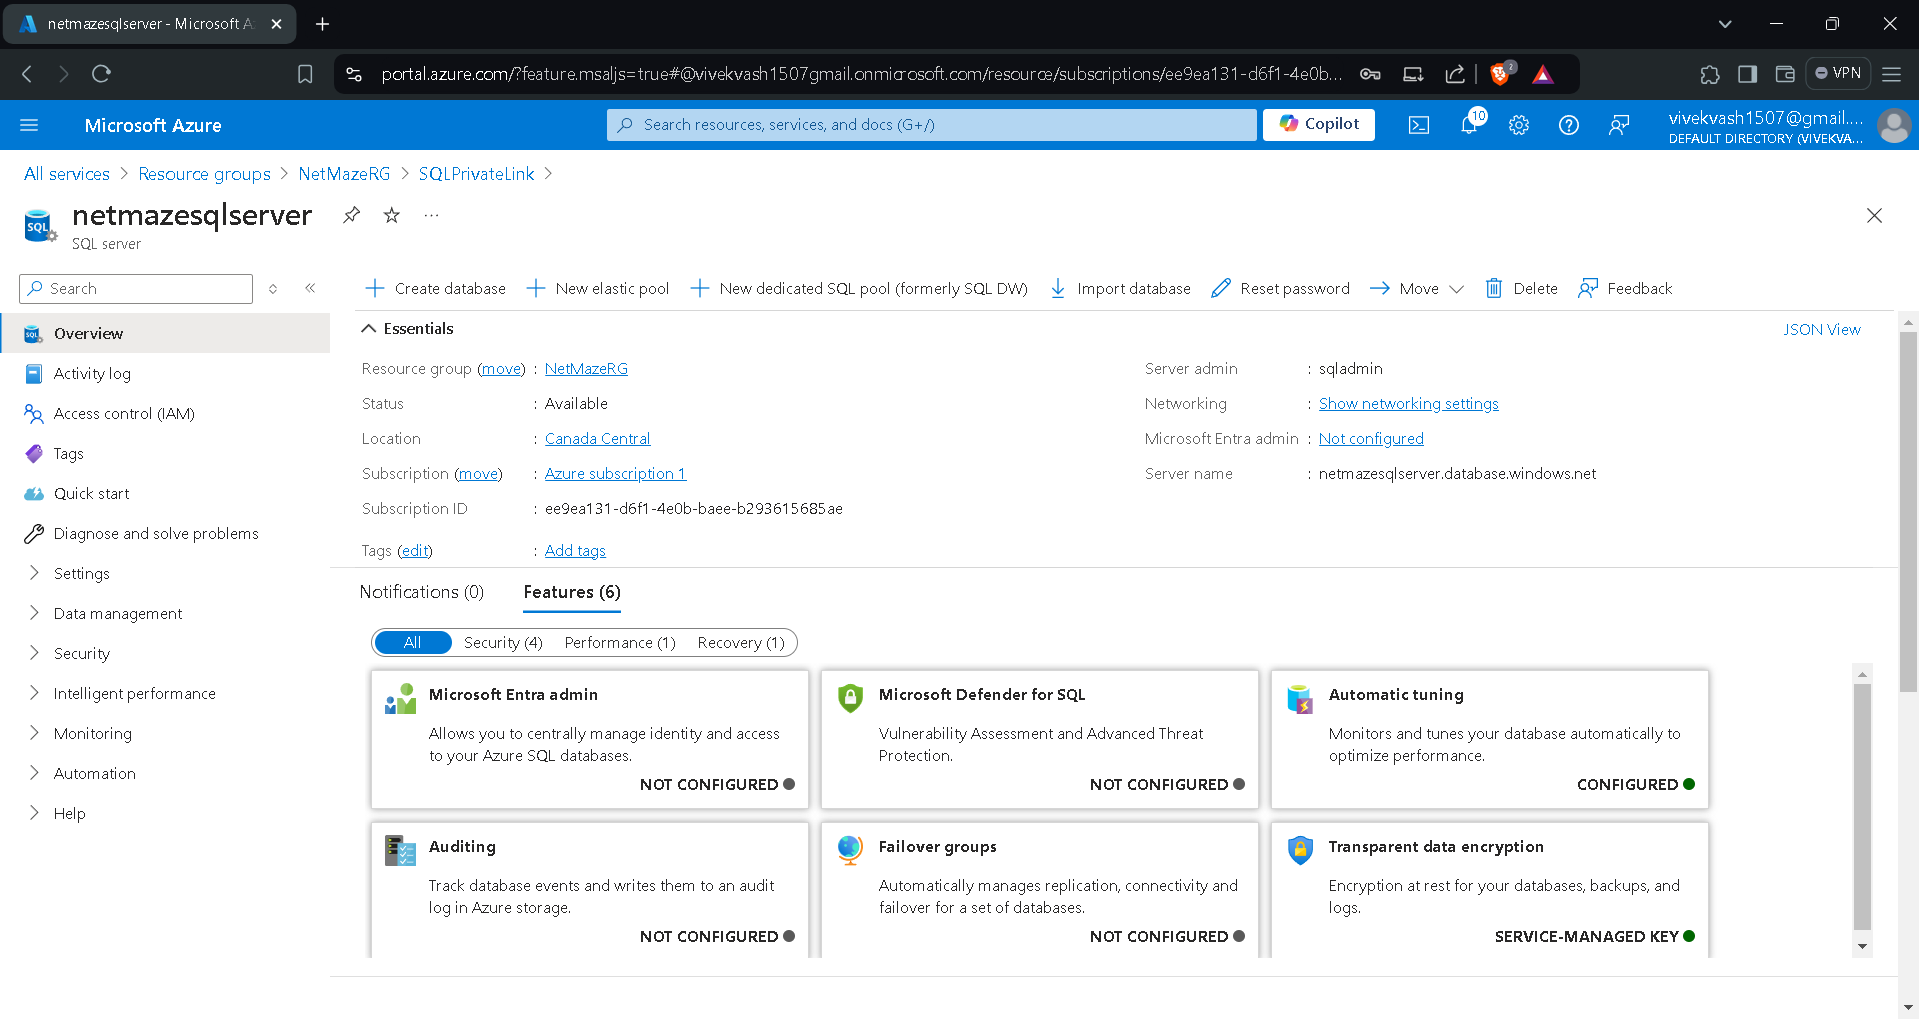 netmazesqlserver - Microsoft A
portal.azure.com/?feature.msaljs=true#@vivekvash1507gmail.onmicrosoft.com/resource/subscriptions/ee9ea131-d6f1-4e0b...
2
VPN
Microsoft Azure
Search resources, services, and docs (G+/)
Copilot
10
vivekvash1507@gmail....
DEFAULT DIRECTORY (VIVEKVA...
All services > Resource groups > NetMazeRG > SQLPrivateLink >
SQL
netmazesqlserver
...
SQL server
Search
Create database
New elastic pool
New dedicated SQL pool (formerly SQL DW)
Import database
Reset password
Move
Delete
Feedback
Overview
Activity log
Access control (IAM)
Tags
Quick start
Diagnose and solve problems
Settings
Data management
Security
Intelligent performance
Monitoring
Automation
Help
Essentials
JSON View
Resource group (move) : NetMazeRG
Status : Available
Location : Canada Central
Subscription (move) : Azure subscription 1
Subscription ID : ee9ea131-d6f1-4e0b-baee-b293615685ae
Tags (edit) : Add tags
Server admin : sqladmin
Networking : Show networking settings
Microsoft Entra admin : Not configured
Server name : netmazesqlserver.database.windows.net
Notifications (0)
Features (6)
All
Security (4)
Performance (1)
Recovery (1)
Microsoft Entra admin
Allows you to centrally manage identity and access
to your Azure SQL databases.
NOT CONFIGURED
Microsoft Defender for SQL
Vulnerability Assessment and Advanced Threat
Protection.
NOT CONFIGURED
Automatic tuning
Monitors and tunes your database automatically to
optimize performance.
CONFIGURED
Auditing
Track database events and writes them to an audit
log in Azure storage.
NOT CONFIGURED
Failover groups
Automatically manages replication, connectivity and
failover for a set of databases.
NOT CONFIGURED
Transparent data encryption
Encryption at rest for your databases, backups, and
logs.
SERVICE-MANAGED KEY